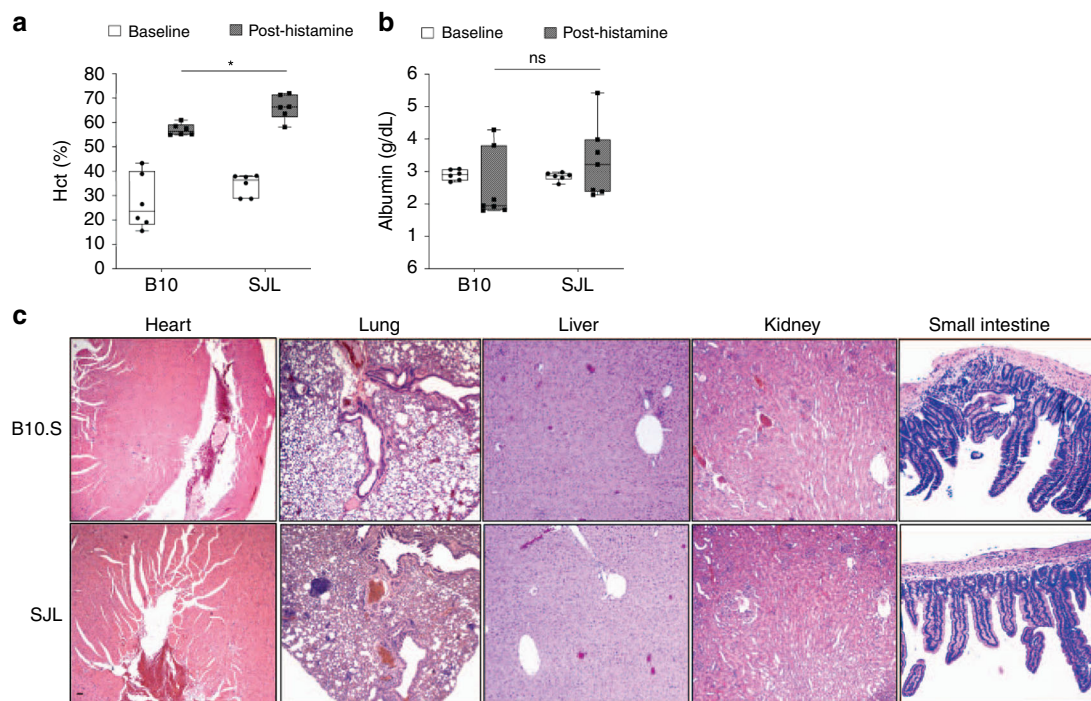 a
Baseline
Post-histamine
*
Hct (%)
80
70
60
50
40
30
20
10
0
B10
SJL
b
Baseline
Post-histamine
ns
Albumin (g/dL)
6
5
4
3
2
1
6
B10
SJL
c
Heart
Lung
Liver
Kidney
Small intestine
B10.S
SJL